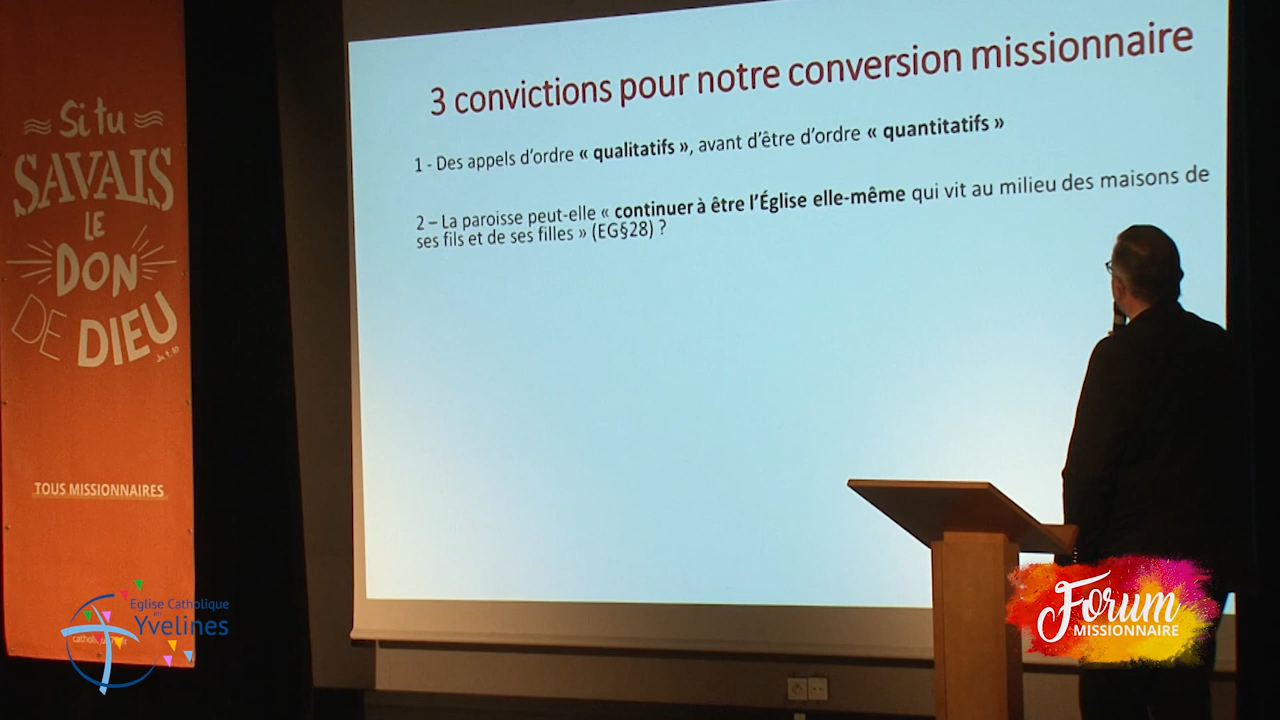 Si tu
SAVAIS
LE
DON
DE DIEU
TOUS MISSIONNAIRES
3 convictions pour notre conversion missionnaire
1 - Des appels d'ordre « qualitatifs », avant d'être d'ordre « quantitatifs »
2 – La paroisse peut-elle « continuer à être l'Église elle-même qui vit au milieu des maisons de
ses fils et de ses filles » (EG§28) ?
Eglise Catholique
en
Yvelines
Forum
MISSIONNAIRE